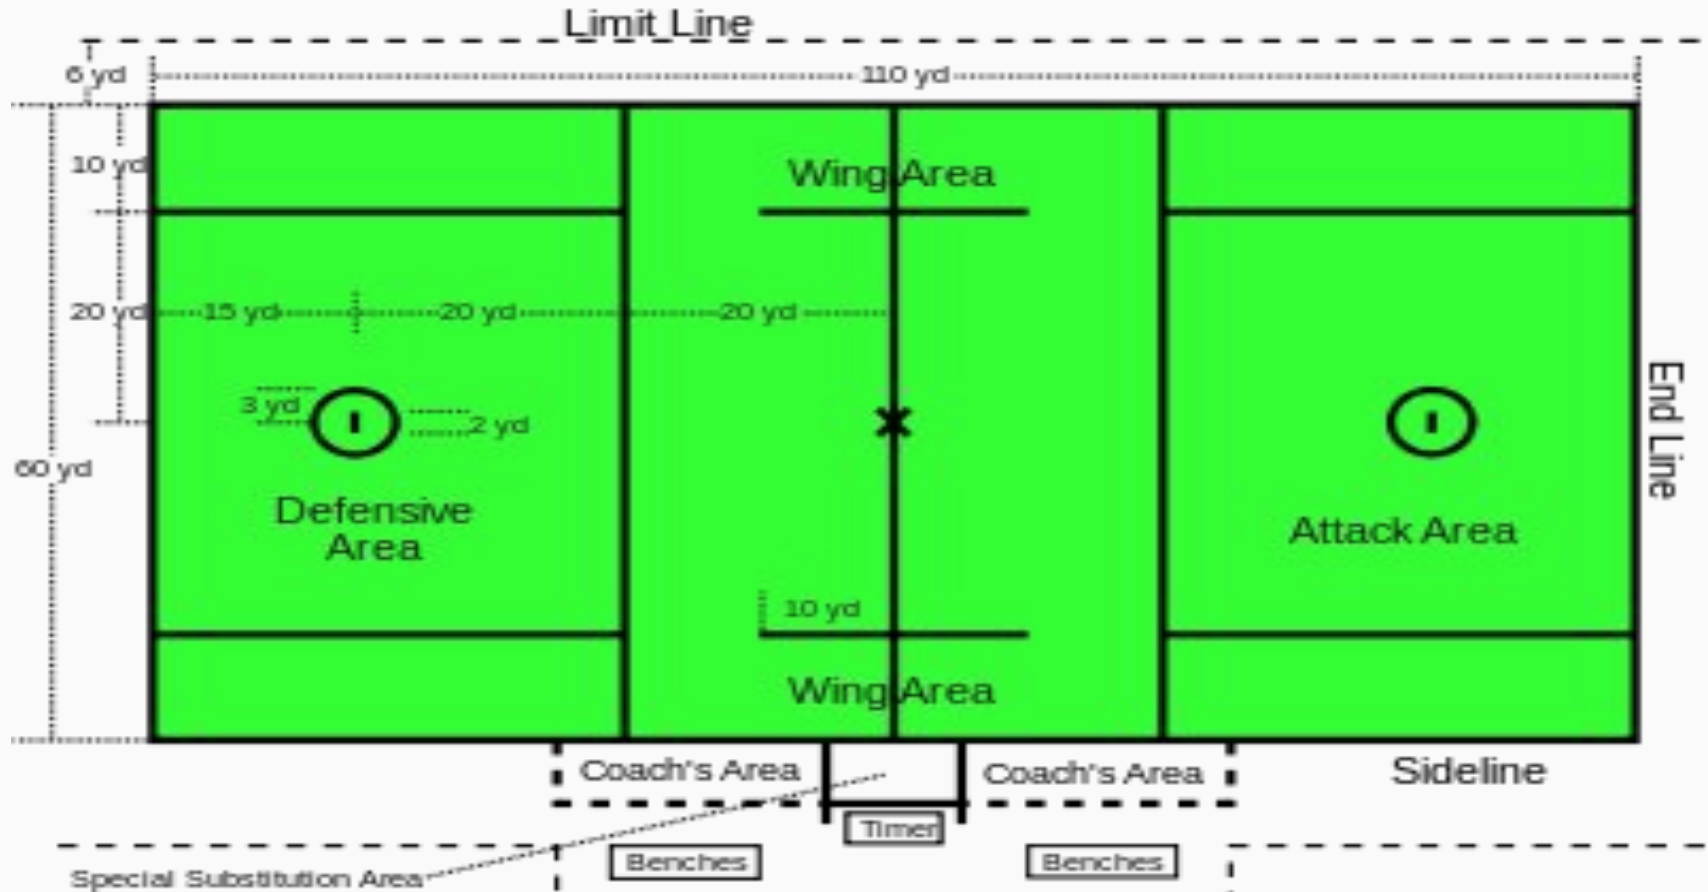 Limit Line
6 yd
110 yd
10 yd
Wing Area
20 yd
15 yd
20 yd
20 yd
3 yd
2 yd
60 yd
End Line
Defensive
Area
Attack Area
10 yd
Wing Area
Coach's Area
Coach's Area
Sideline
Timer
Benches
Benches
Special Substitution Area